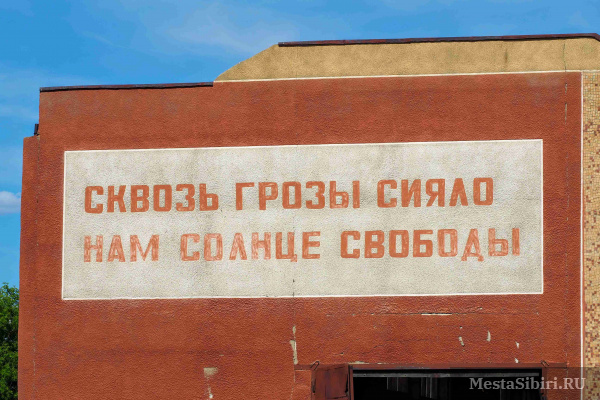 СКВОЗЬ ГРОЗЫ СИЯЛО
НАМ СОЛНЦЕ СВОБОДЫ
MestaSibiri.RU